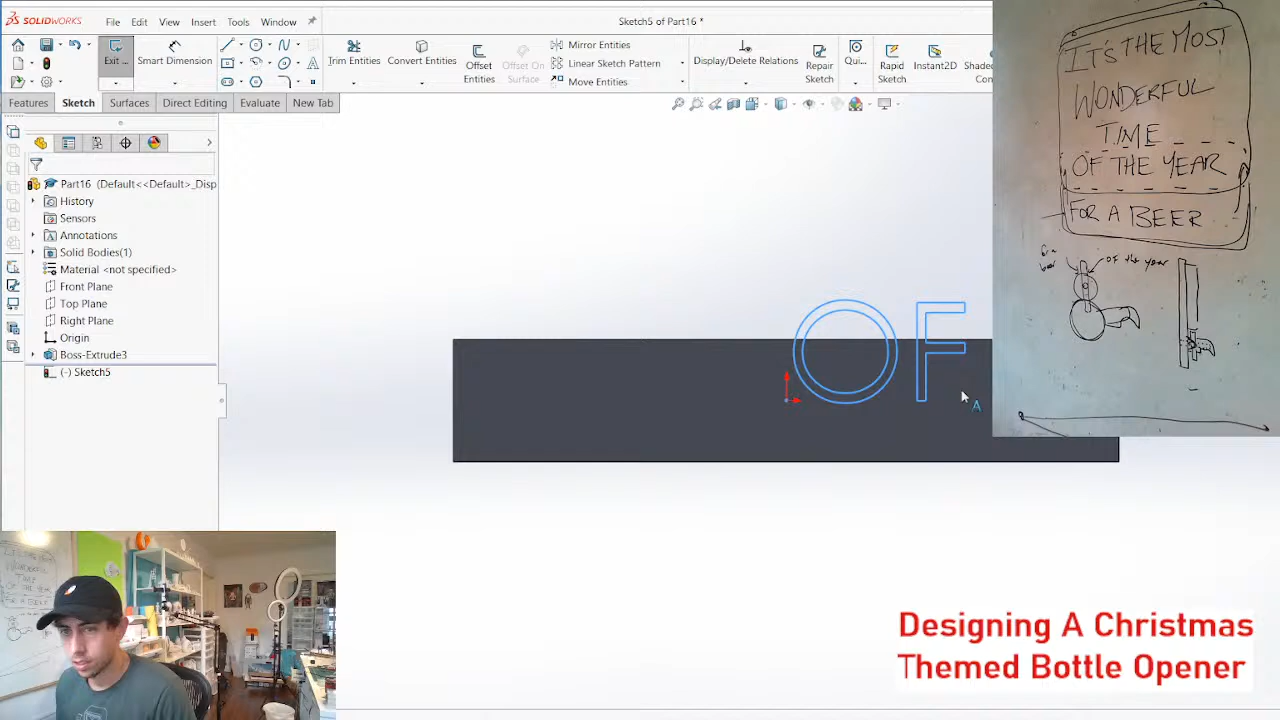 SOLIDWORKS
File Edit View Insert Tools Window
Sketch5 of Part16 *
Exit ...
Smart Dimension
Trim Entities
Convert Entities
Offset Entities
Offset On Surface
Mirror Entities
Linear Sketch Pattern
Move Entities
Display/Delete Relations
Repair Sketch
Qui...
Rapid Sketch
Instant2D
Features Sketch Surfaces Direct Editing Evaluate New Tab
Part16 (Default<<Default>_Disp
History
Sensors
Annotations
Solid Bodies(1)
Material <not specified>
Front Plane
Top Plane
Right Plane
Origin
Boss-Extrude3
(-) Sketch5
OF
A
IT'S THE MOST
WONDERFUL
TIME
OF THE YEAR
FOR A BEER
of the year
Designing A Christmas
Themed Bottle Opener